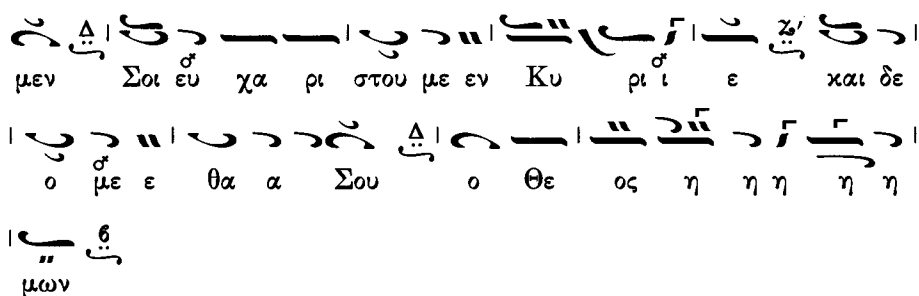 μεν Σοι ευ χα ρι στου με εν Κυ ρι ι ε και δε
ο με ε θα α Σου ο Θε ος η η η η η
μων